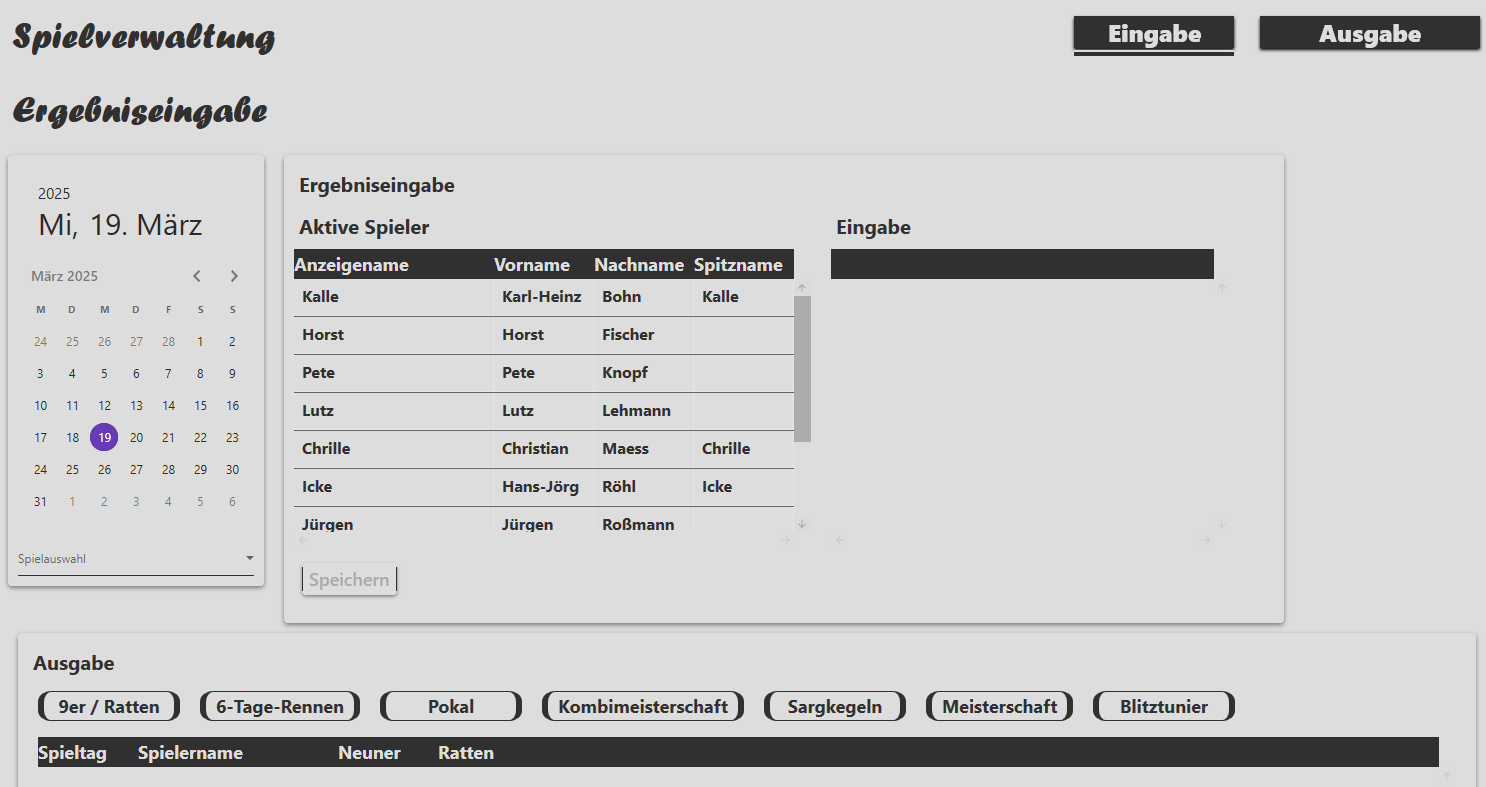 Spielverwaltung
Eingabe
Ausgabe
Ergebniseingabe
2025
Mi, 19. März
März 2025
M D M D F S S
24 25 26 27 28 1 2
3 4 5 6 7 8 9
10 11 12 13 14 15 16
17 18 19 20 21 22 23
24 25 26 27 28 29 30
31 1 2 3 4 5 6
Spielauswahl
Ergebniseingabe
Aktive Spieler
Anzeigename Vorname Nachname Spitzname
Kalle Karl-Heinz Bohn Kalle
Horst Horst Fischer
Pete Pete Knopf
Lutz Lutz Lehmann
Chrille Christian Maess Chrille
Icke Hans-Jörg Röhl Icke
Jürgen Jürgen Roßmann
Speichern
Eingabe
Ausgabe
9er / Ratten
6-Tage-Rennen
Pokal
Kombimeisterschaft
Sargkegeln
Meisterschaft
Blitztunier
Spieltag Spielername Neuner Ratten